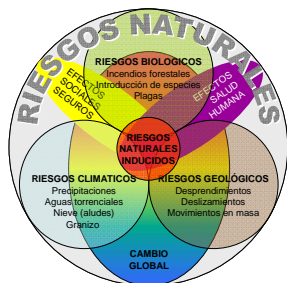 RIESGOS NATURALES
RIESGOS BIOLOGICOS
Incendios forestales
Introducción de especies
Plagas
EFECTOS
SOCIALES
SEGUROS
EFECTOS
SALUD
HUMANA
RIESGOS
NATURALES
INDUCIDOS
RIESGOS CLIMATICOS
Precipitaciones
Aguas torrenciales
Nieve (aludes)
Granizo
RIESGOS GEOLÓGICOS
Desprendimientos
Deslizamientos
Movimientos en masa
CAMBIO
GLOBAL